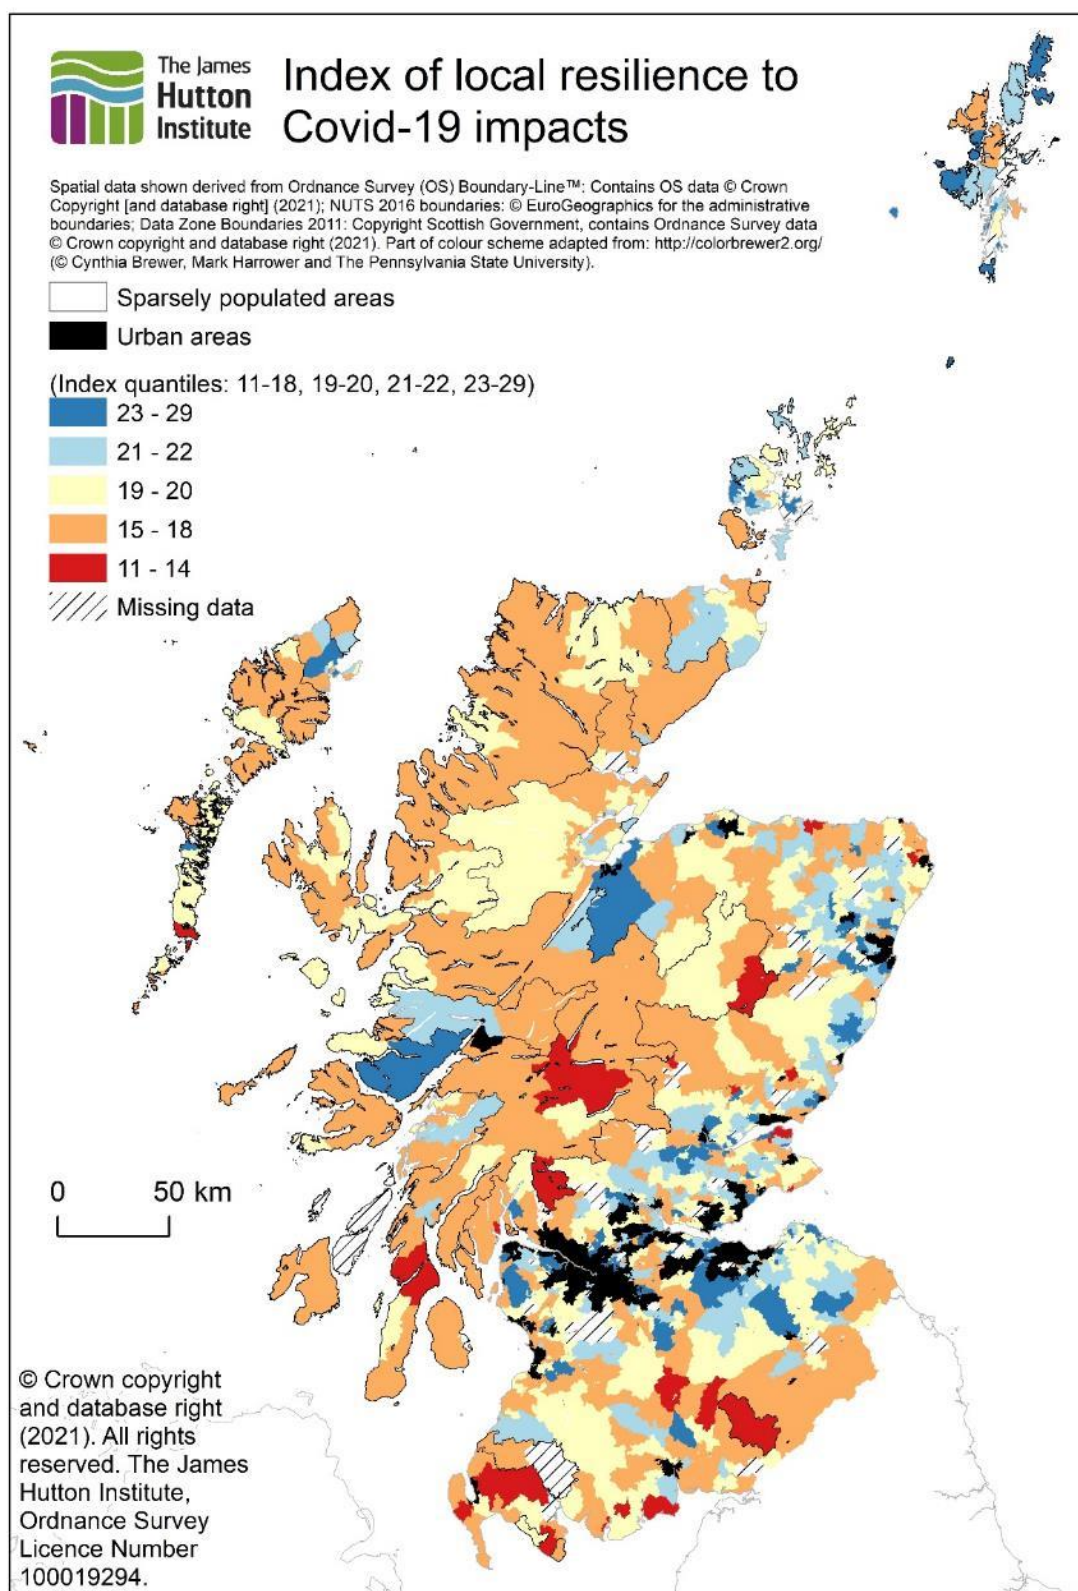 The James
Hutton
Institute
Index of local resilience to
Covid-19 impacts
Spatial data shown derived from Ordnance Survey (OS) Boundary-Line™: Contains OS data © Crown
Copyright [and database right] (2021); NUTS 2016 boundaries: © EuroGeographics for the administrative
boundaries; Data Zone Boundaries 2011: Copyright Scottish Government, contains Ordnance Survey data
© Crown copyright and database right (2021). Part of colour scheme adapted from: http://colorbrewer2.org/
(© Cynthia Brewer, Mark Harrower and The Pennsylvania State University).
Sparsely populated areas
Urban areas
(Index quantiles: 11-18, 19-20, 21-22, 23-29)
23 - 29
21 - 22
19 - 20
15 - 18
11 - 14
Missing data
0 50 km
© Crown copyright
and database right
(2021). All rights
reserved. The James
Hutton Institute,
Ordnance Survey
Licence Number
100019294.